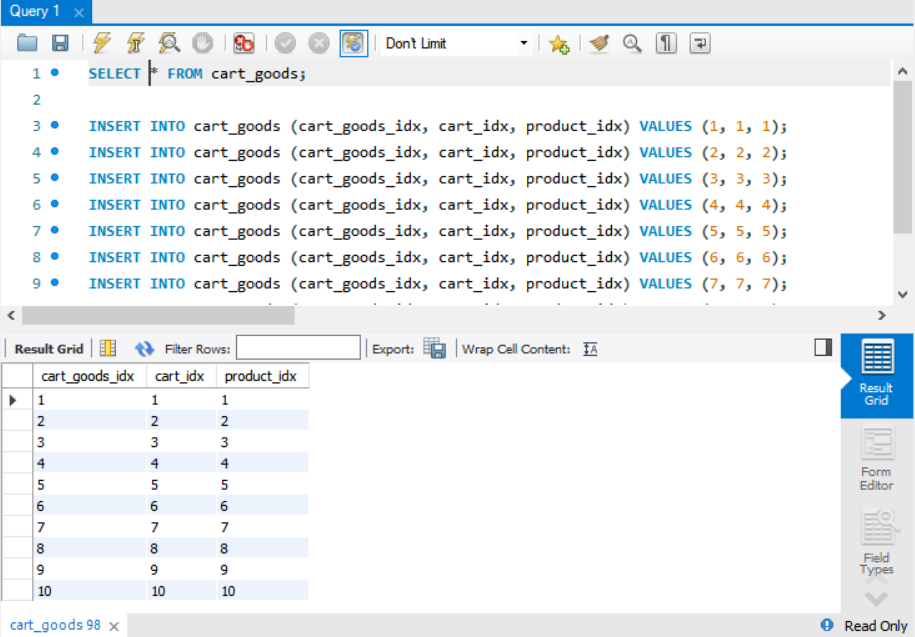 Query 1
Don't Limit
1 SELECT * FROM cart_goods;
2
3 INSERT INTO cart_goods (cart_goods_idx, cart_idx, product_idx) VALUES (1, 1, 1);
4 INSERT INTO cart_goods (cart_goods_idx, cart_idx, product_idx) VALUES (2, 2, 2);
5 INSERT INTO cart_goods (cart_goods_idx, cart_idx, product_idx) VALUES (3, 3, 3);
6 INSERT INTO cart_goods (cart_goods_idx, cart_idx, product_idx) VALUES (4, 4, 4);
7 INSERT INTO cart_goods (cart_goods_idx, cart_idx, product_idx) VALUES (5, 5, 5);
8 INSERT INTO cart_goods (cart_goods_idx, cart_idx, product_idx) VALUES (6, 6, 6);
9 INSERT INTO cart_goods (cart_goods_idx, cart_idx, product_idx) VALUES (7, 7, 7);
Result Grid Filter Rows: Export: Wrap Cell Content: IA
cart_goods_idx cart_idx product_idx
1 1 1
2 2 2
3 3 3
4 4 4
5 5 5
6 6 6
7 7 7
8 8 8
9 9 9
10 10 10
Result
Grid
Form
Editor
Field
Types
cart_goods 98
Read Only